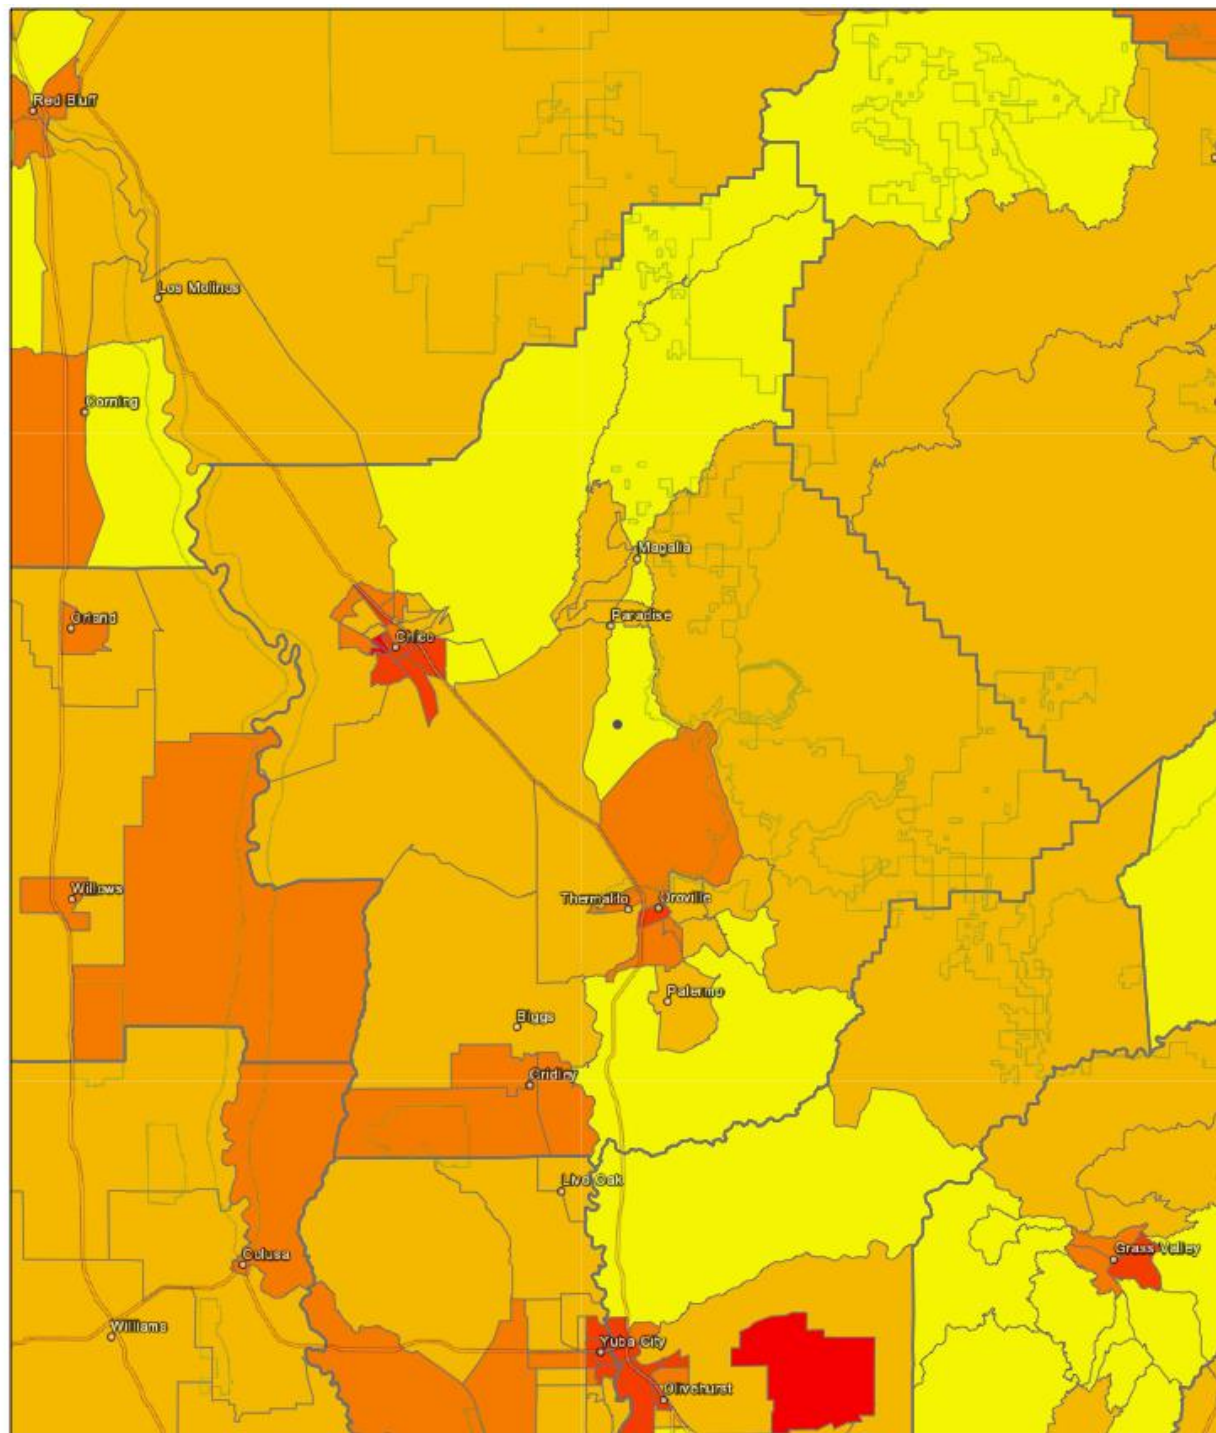 Red Bluff
Los Molinos
Corning
Magalia
Orland
Paradise
Chico
Willows
Thermalito
Oroville
Palermo
Biggs
Gridley
Live Oak
Colusa
Grass Valley
Williams
Yuba City
Olivehurst